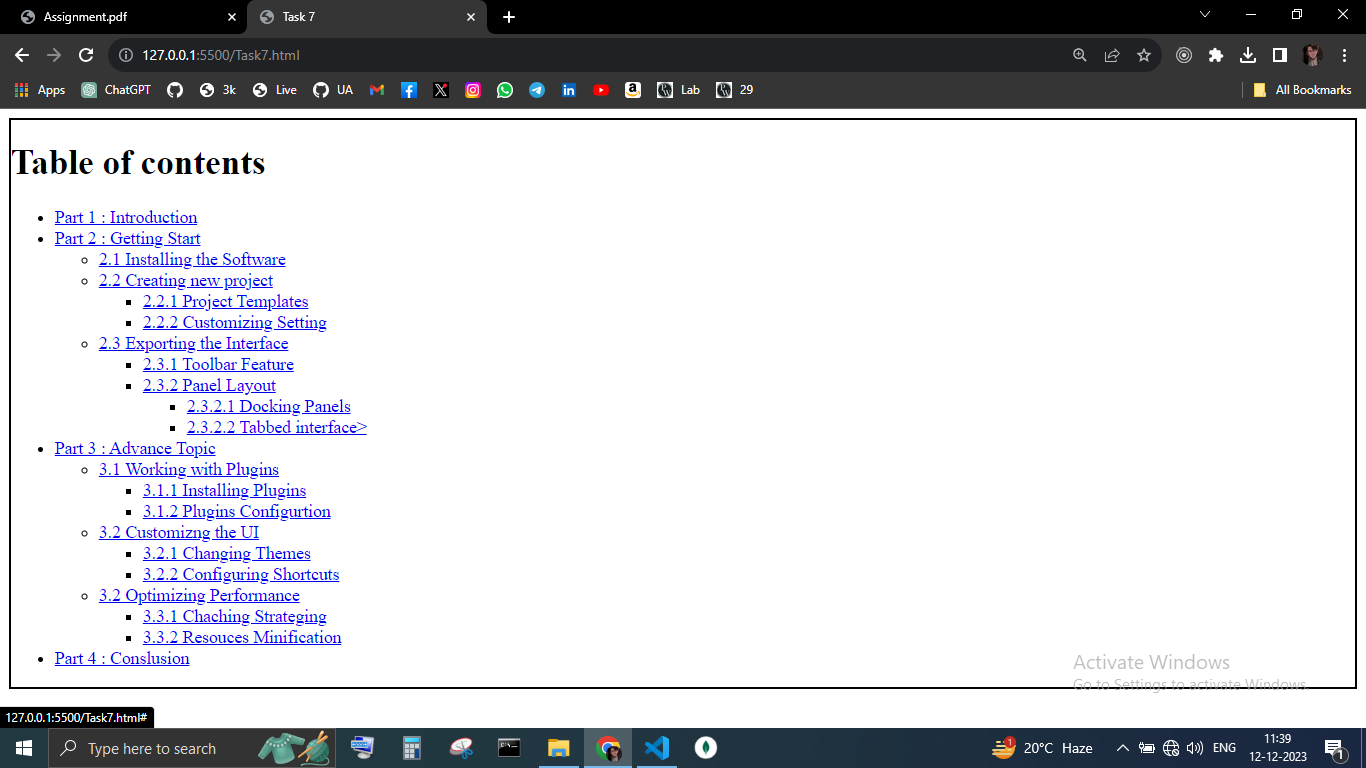 Assignment.pdf
Task 7
127.0.0.1:5500/Task7.html
Apps ChatGPT 3k Live UA Lab 29 All Bookmarks
Table of contents
Part 1 : Introduction
Part 2 : Getting Start
2.1 Installing the Software
2.2 Creating new project
2.2.1 Project Templates
2.2.2 Customizing Setting
2.3 Exporting the Interface
2.3.1 Toolbar Feature
2.3.2 Panel Layout
2.3.2.1 Docking Panels
2.3.2.2 Tabbed interface>
Part 3 : Advance Topic
3.1 Working with Plugins
3.1.1 Installing Plugins
3.1.2 Plugins Configurtion
3.2 Customizng the UI
3.2.1 Changing Themes
3.2.2 Configuring Shortcuts
3.2 Optimizing Performance
3.3.1 Chaching Strateging
3.3.2 Resouces Minification
Part 4 : Conslusion
Activate Windows
Go to Settings to activate Windows.
127.0.0.1:5500/Task7.html#
Type here to search
1
20°C Haze
ENG
11:39
12-12-2023
1